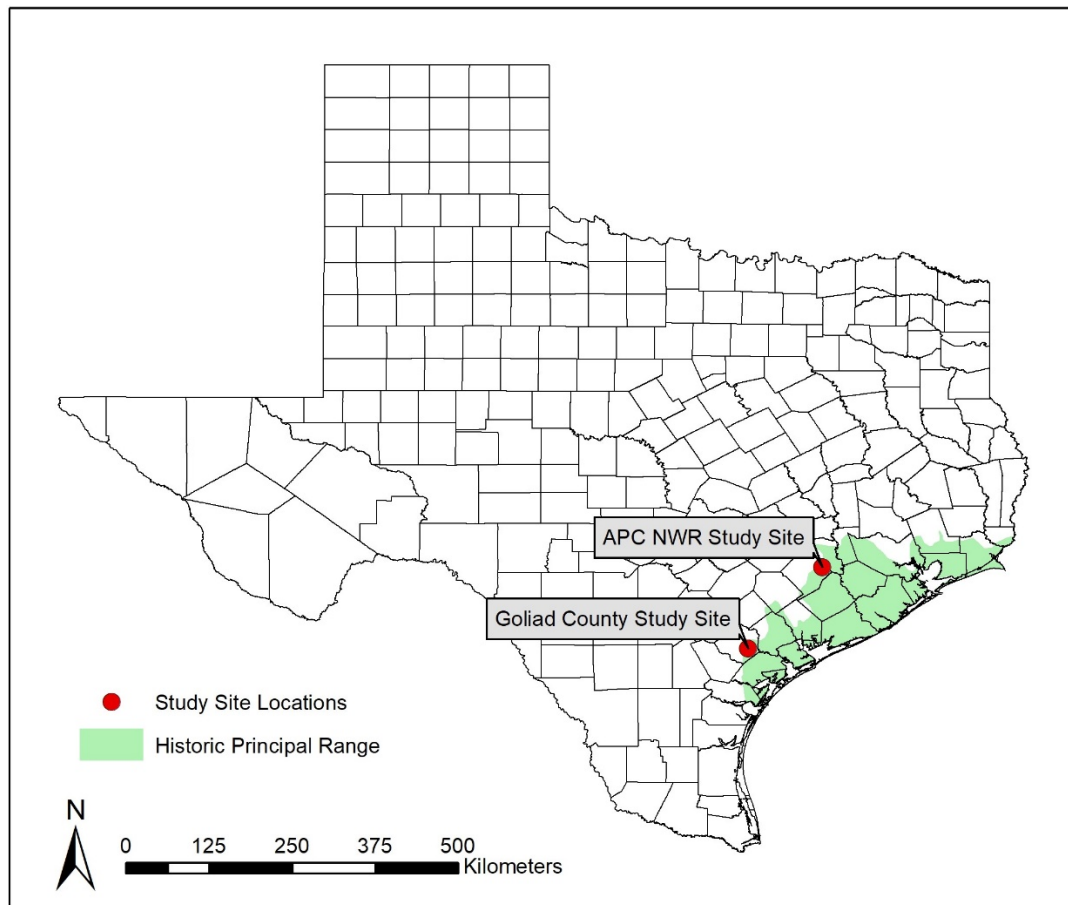 APC NWR Study Site
Goliad County Study Site
Study Site Locations
Historic Principal Range
N
0 125 250 375 500
Kilometers